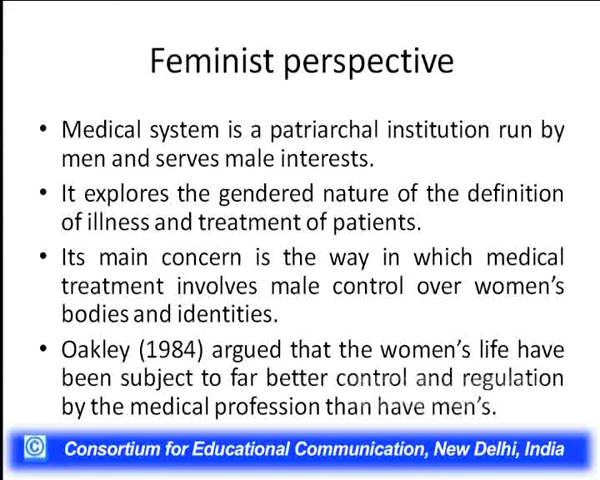 Feminist perspective
• Medical system is a patriarchal institution run by
men and serves male interests.
• It explores the gendered nature of the definition
of illness and treatment of patients.
• Its main concern is the way in which medical
treatment involves male control over women's
bodies and identities.
• Oakley (1984) argued that the women's life have
been subject to far better control and regulation
by the medical profession than have men's.
© Consortium for Educational Communication, New Delhi, India